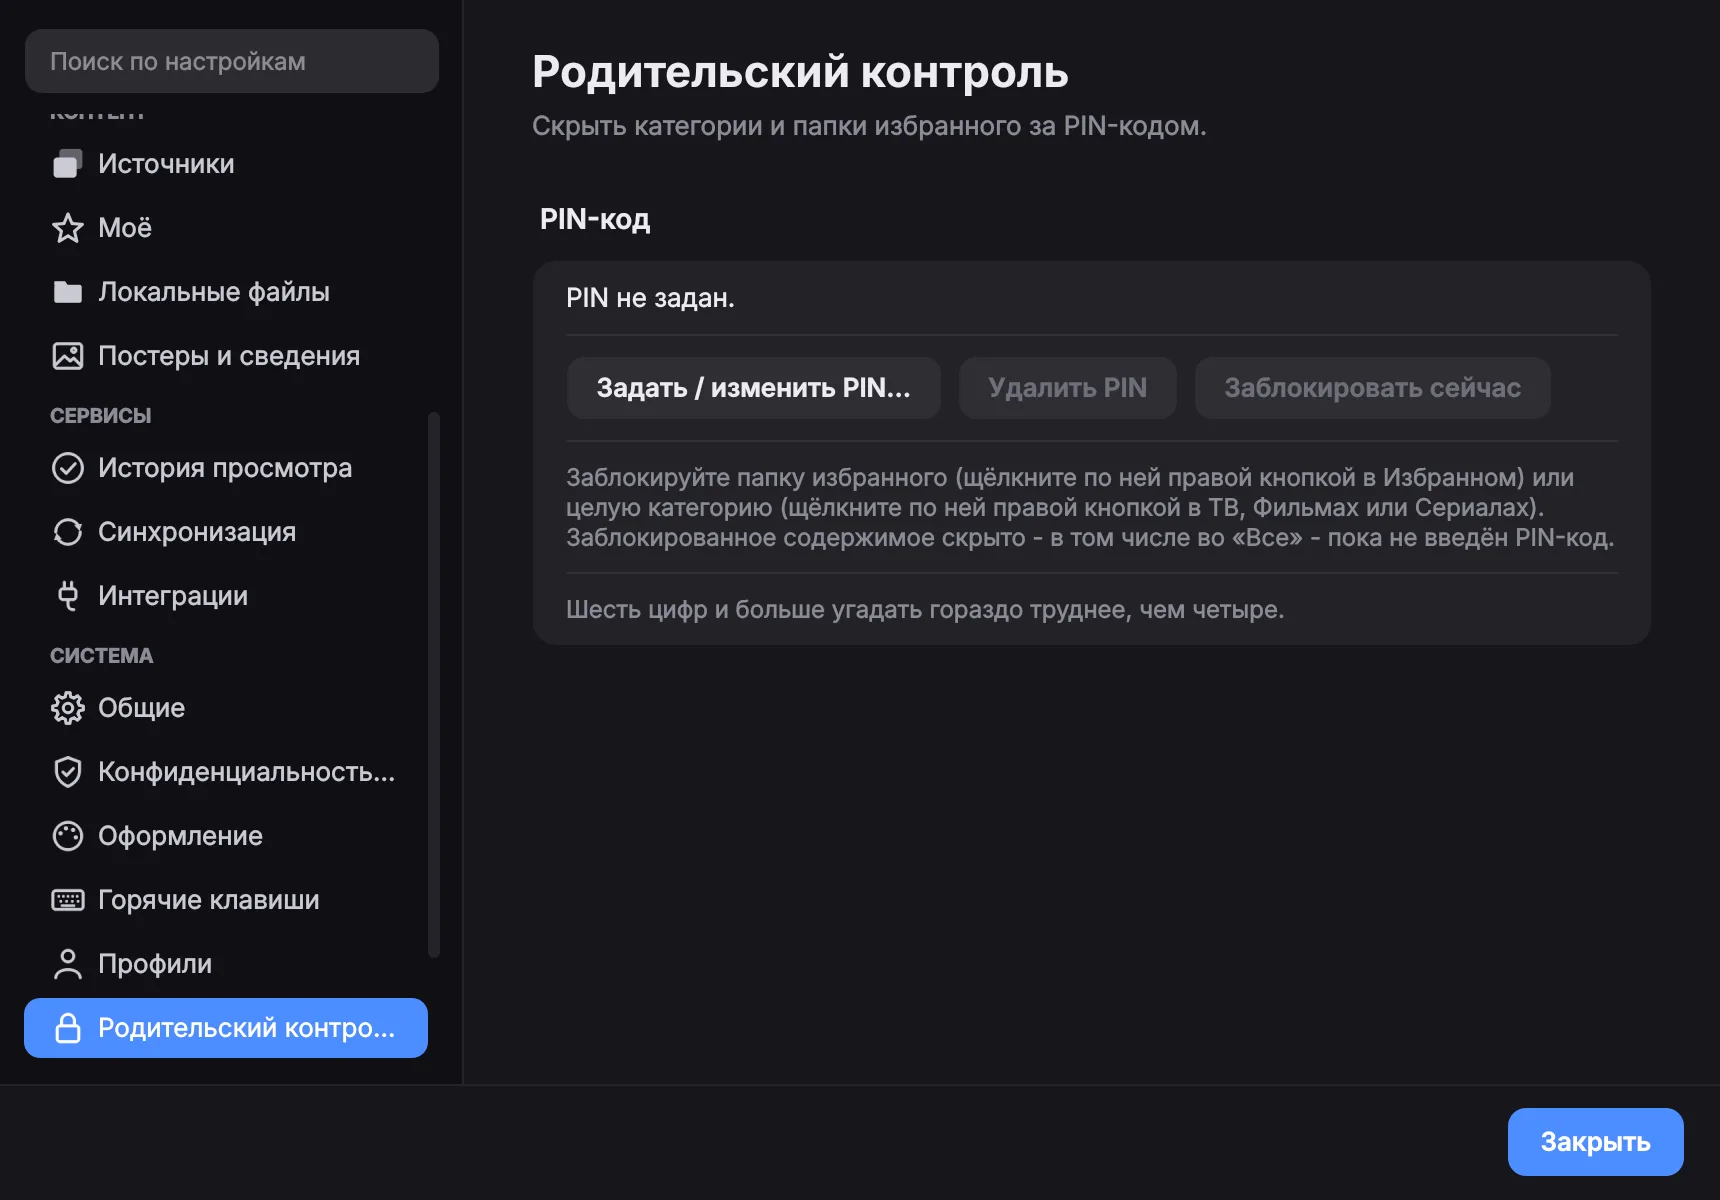 Поиск по настройкам
КОНТЕНТ
Источники
Моё
Локальные файлы
Постеры и сведения
СЕРВИСЫ
История просмотра
Синхронизация
Интеграции
СИСТЕМА
Общие
Конфиденциальность...
Оформление
Горячие клавиши
Профили
Родительский контро...
Родительский контроль
Скрыть категории и папки избранного за PIN-кодом.
PIN-код
PIN не задан.
Задать / изменить PIN...
Удалить PIN
Заблокировать сейчас
Заблокируйте папку избранного (щёлкните по ней правой кнопкой в Избранном) или
целую категорию (щёлкните по ней правой кнопкой в ТВ, Фильмах или Сериалах).
Заблокированное содержимое скрыто - в том числе во «Все» - пока не введён PIN-код.
Шесть цифр и больше угадать гораздо труднее, чем четыре.
Закрыть